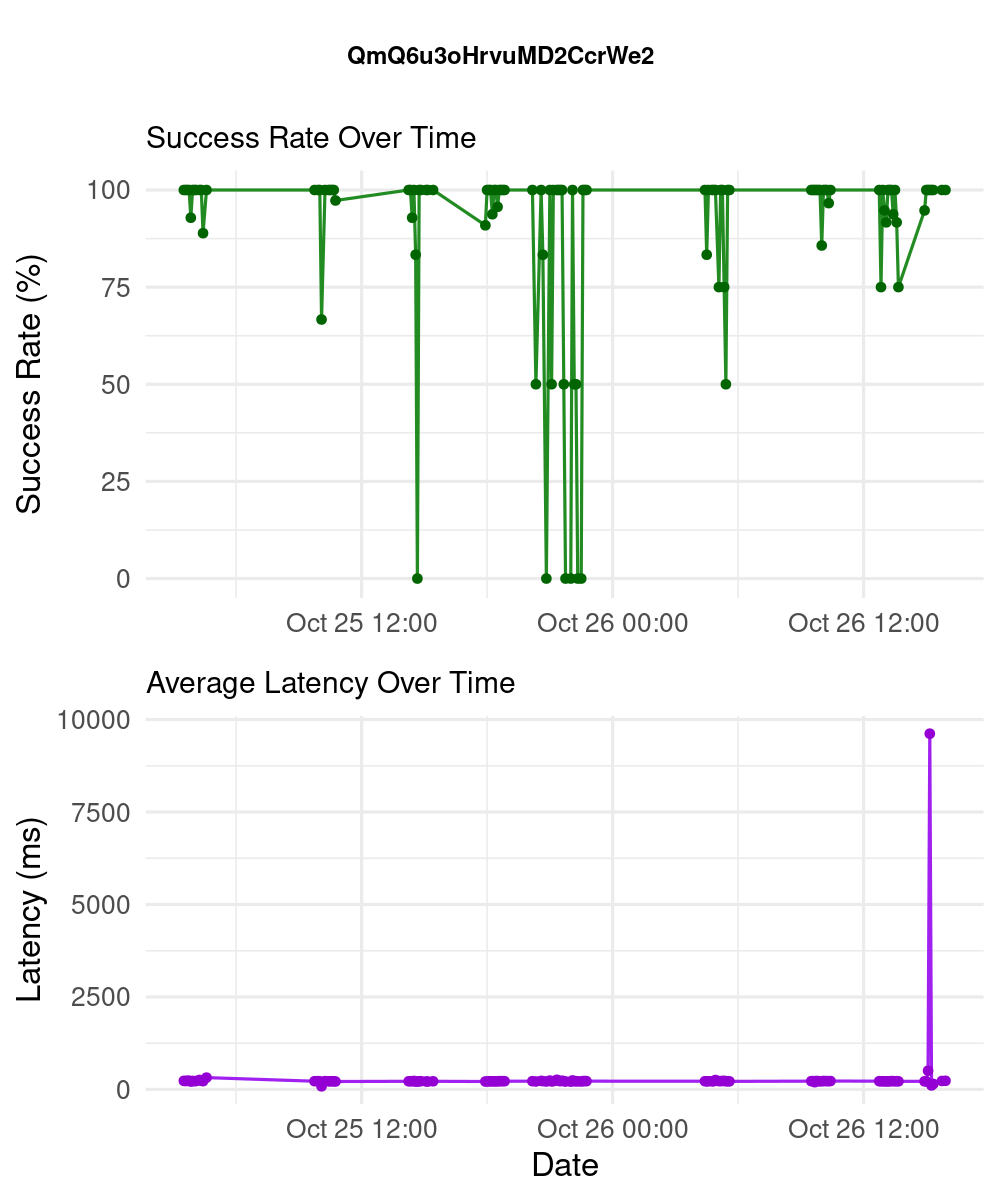 QmQ6u3oHrvuMD2CcrWe2
Success Rate Over Time
Success Rate (%)
100
75
50
25
0
Oct 25 12:00 Oct 26 00:00 Oct 26 12:00
Average Latency Over Time
Latency (ms)
10000
7500
5000
2500
0
Oct 25 12:00 Oct 26 00:00 Oct 26 12:00
Date